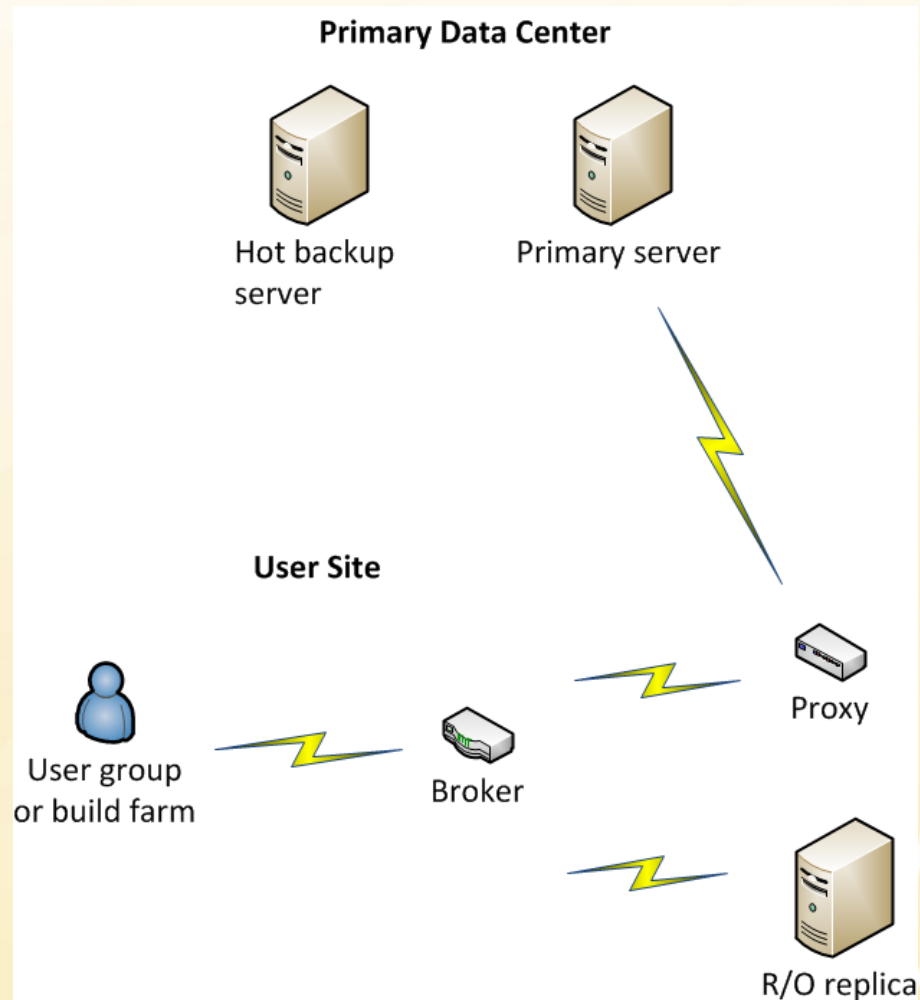 Primary Data Center
Hot backup
server
Primary server
User Site
Proxy
User group
or build farm
Broker
R/O replica